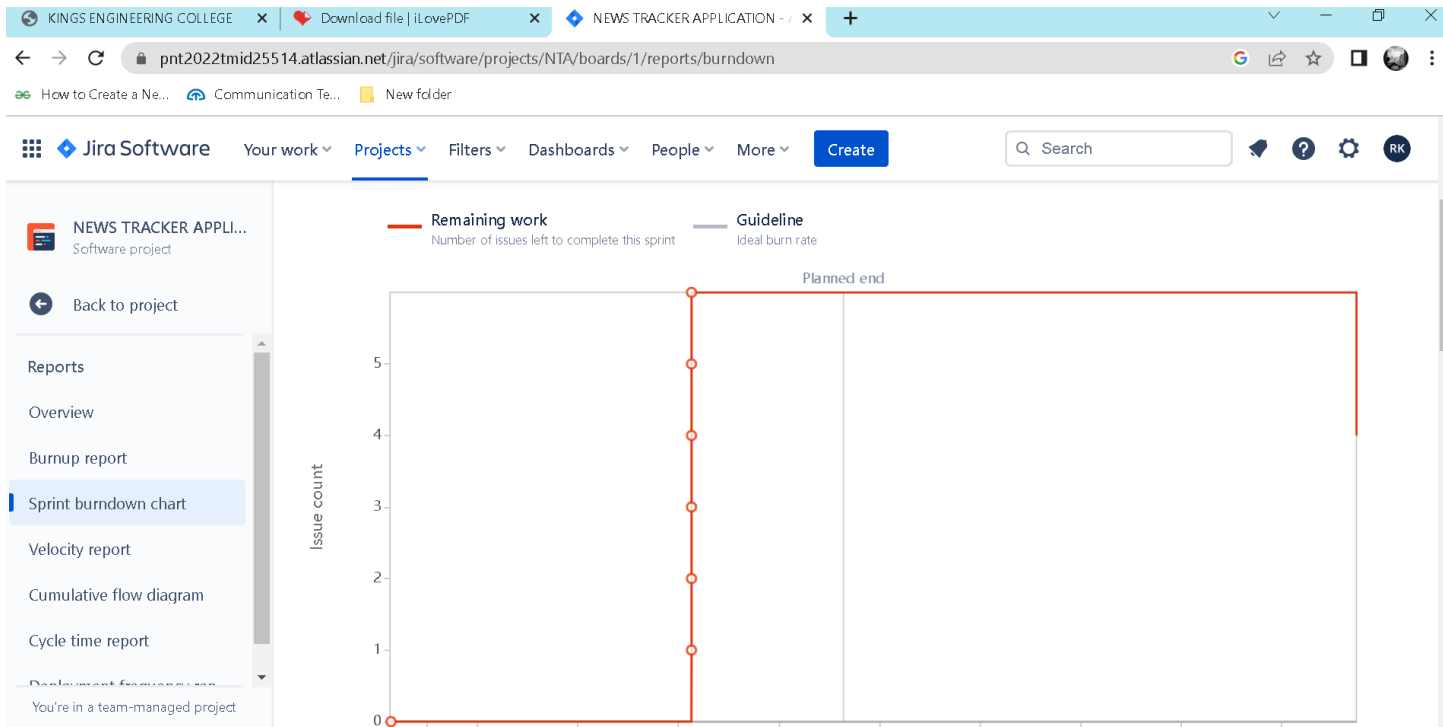 KINGS ENGINEERING COLLEGE
Download file | iLovePDF
NEWS TRACKER APPLICATION - A
pnt2022tmid25514.atlassian.net/jira/software/projects/NTA/boards/1/reports/burndown
How to Create a Ne...
Communication Te...
New folder
Jira Software
Your work
Projects
Filters
Dashboards
People
More
Create
Search
RK
NEWS TRACKER APPLI...
Software project
Back to project
Reports
Overview
Burnup report
Sprint burndown chart
Velocity report
Cumulative flow diagram
Cycle time report
Deployment frequency rep
You're in a team-managed project
Remaining work
Number of issues left to complete this sprint
Guideline
Ideal burn rate
Planned end
Issue count
5
4
3
2
1
0